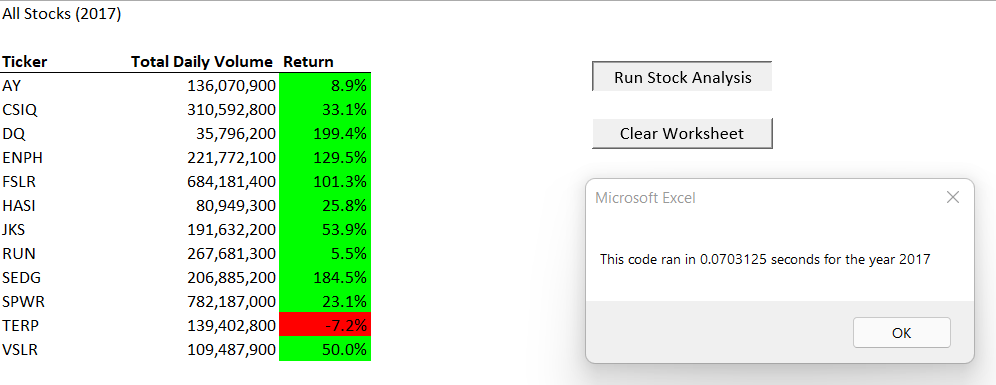 All Stocks (2017)
Ticker Total Daily Volume Return
AY 136,070,900 8.9%
CSIQ 310,592,800 33.1%
DQ 35,796,200 199.4%
ENPH 221,772,100 129.5%
FSLR 684,181,400 101.3%
HASI 80,949,300 25.8%
JKS 191,632,200 53.9%
RUN 267,681,300 5.5%
SEDG 206,885,200 184.5%
SPWR 782,187,000 23.1%
TERP 139,402,800 -7.2%
VSLR 109,487,900 50.0%
Run Stock Analysis
Clear Worksheet
Microsoft Excel
This code ran in 0.0703125 seconds for the year 2017
OK